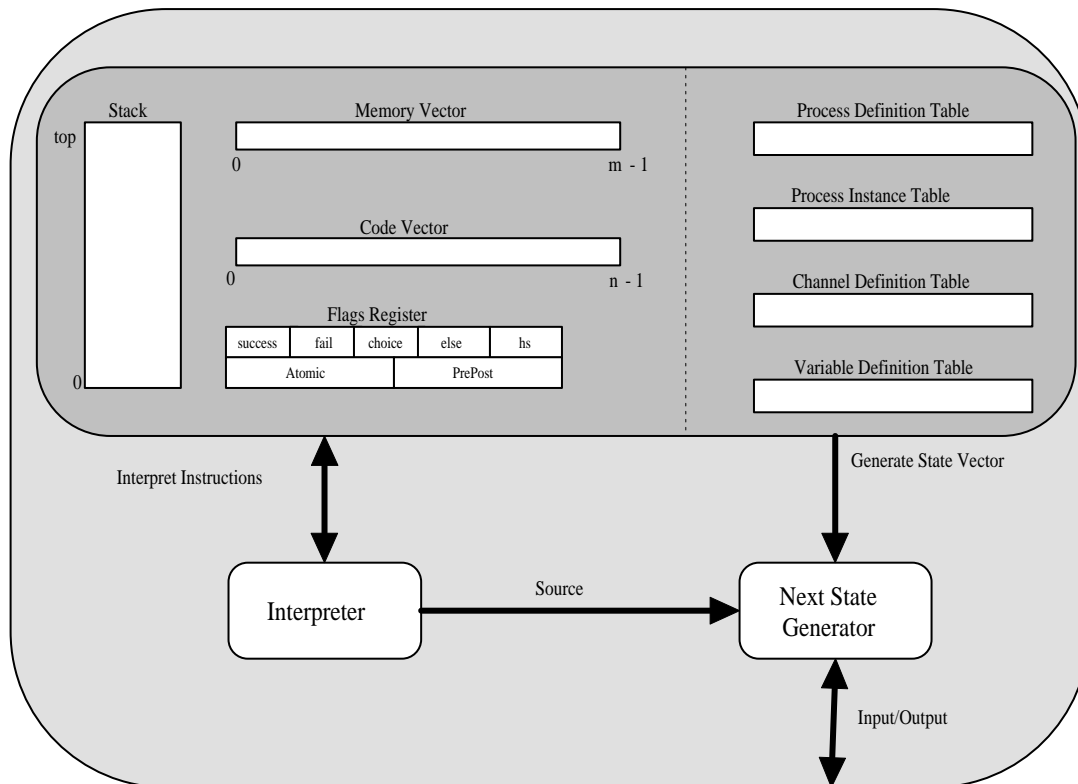 Stack
top
0
Memory Vector
0
m - 1
Code Vector
0
n - 1
Flags Register
success fail choice else hs
Atomic PrePost
Process Definition Table
Process Instance Table
Channel Definition Table
Variable Definition Table
Interpret Instructions
Generate State Vector
Interpreter
Source
Next State
Generator
Input/Output